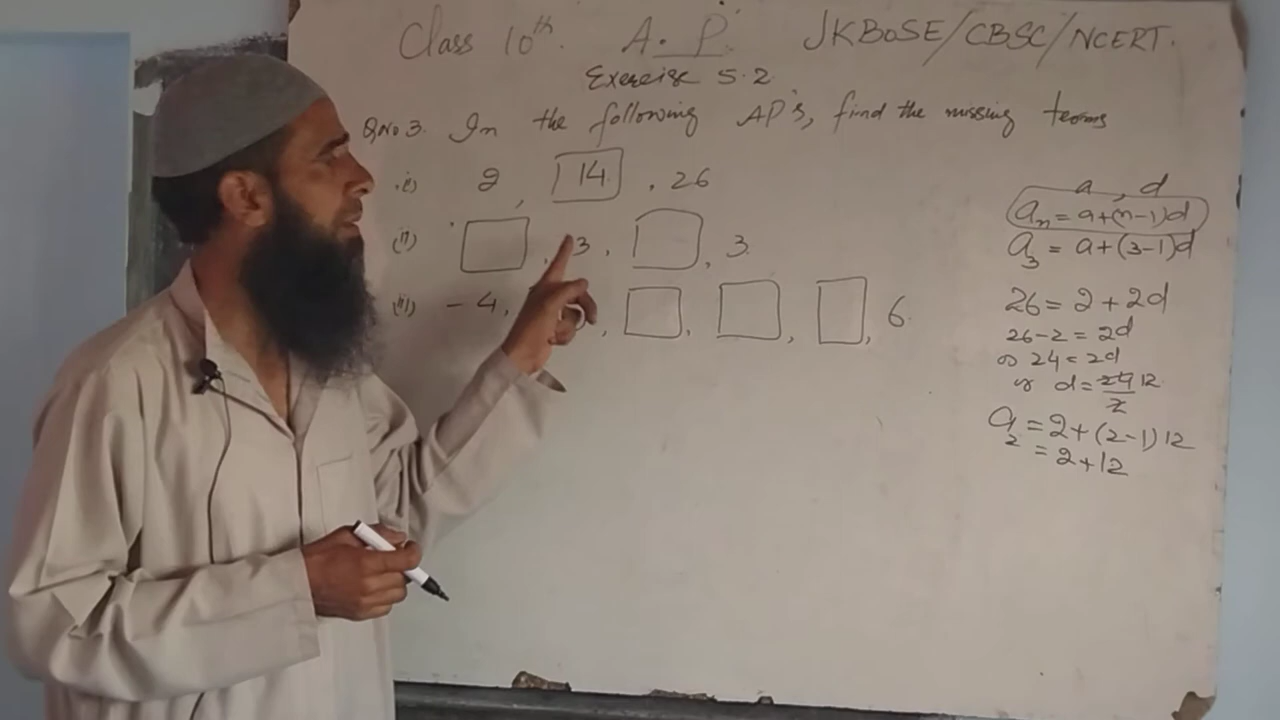 Class 10th. A. P. JKBOSE/CBSC/NCERT.
Exercise 5.2
Q.No 3. In the following AP's, find the missing terms
(i) 2, 14, 26
(ii) , 3, , 3
(iii) -4, , , , 6
a, d
aₙ = a+(n-1)d
a₃ = a+(3-1)d
26 = 2 + 2d
26-2 = 2d
or 24 = 2d
or d = 24/2 12
a₂ = 2+(2-1)12
= 2+12